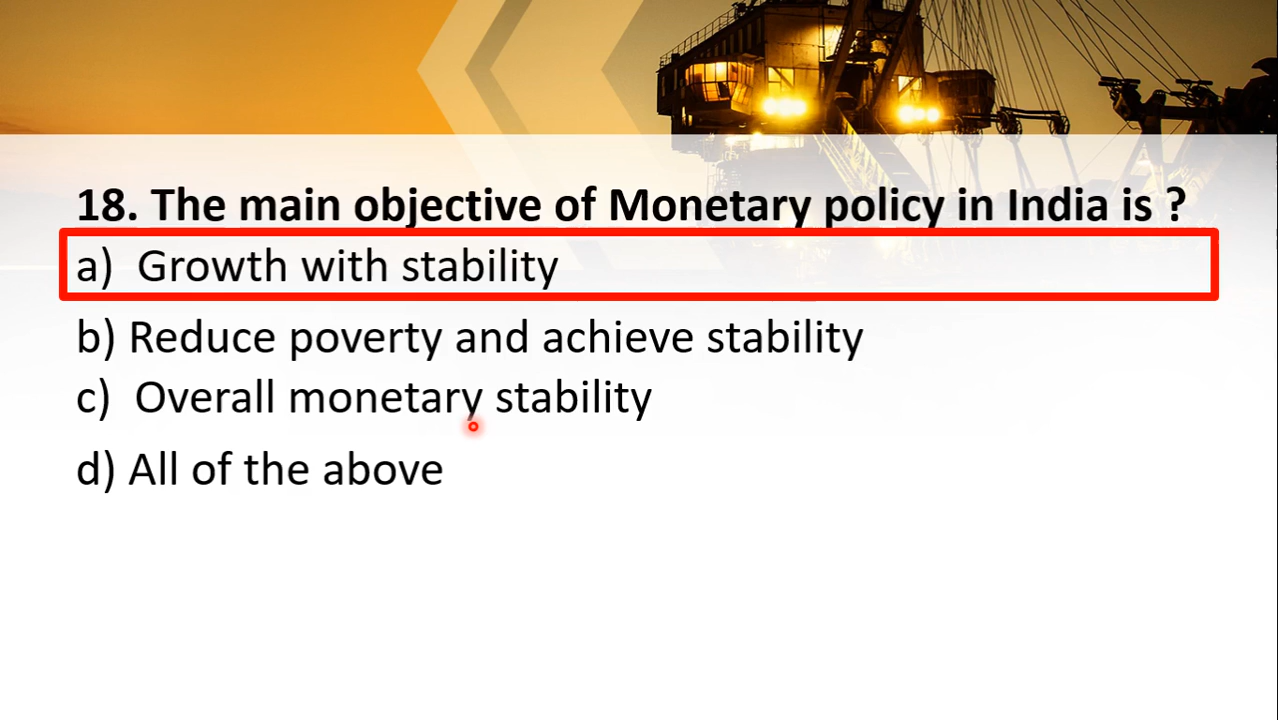 18. The main objective of Monetary policy in India is ?
a) Growth with stability
b) Reduce poverty and achieve stability
c) Overall monetary stability
d) All of the above